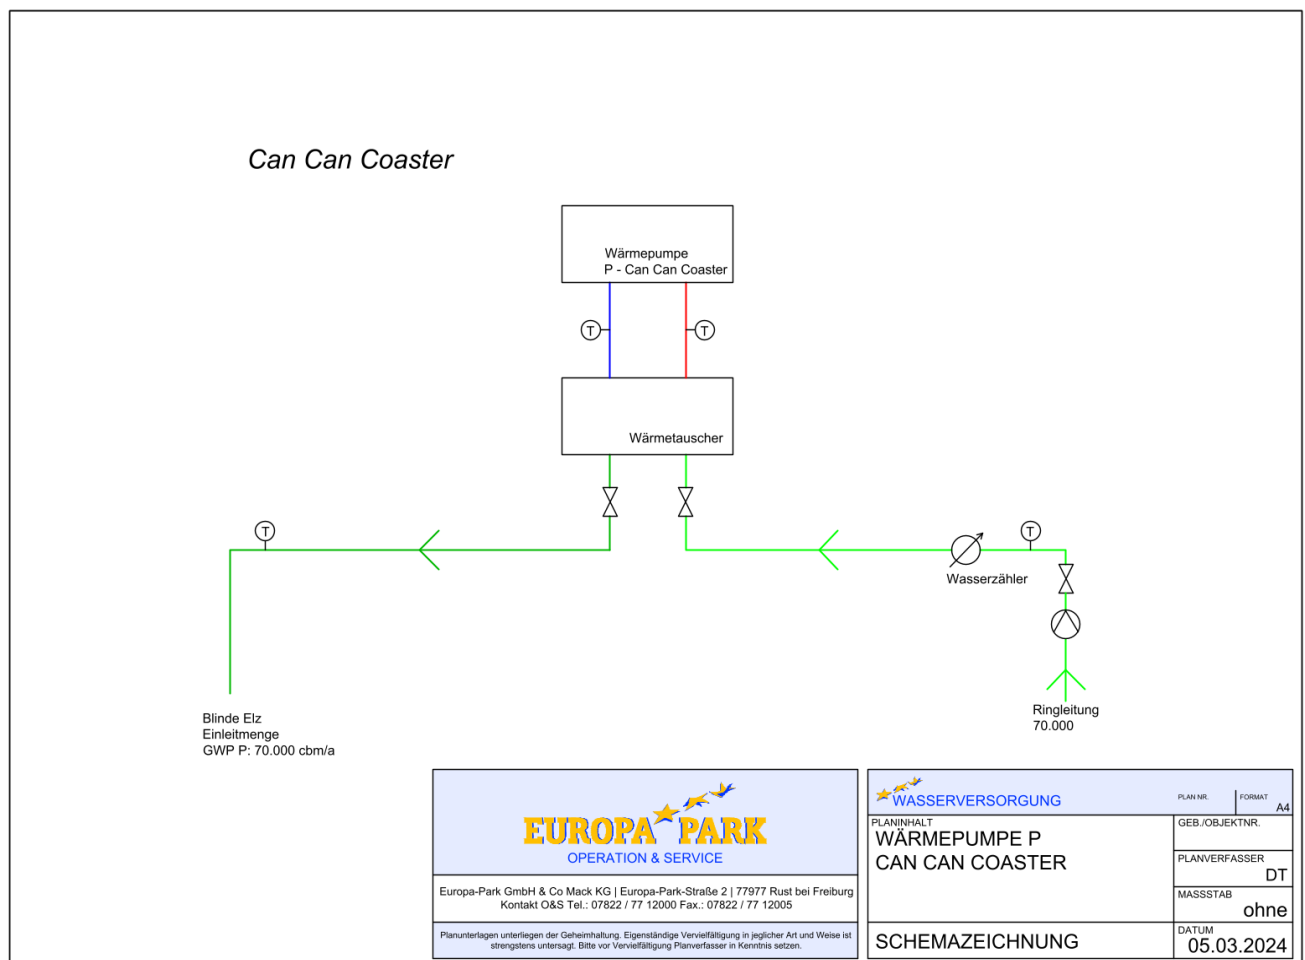 Can Can Coaster
Wärmepumpe
P - Can Can Coaster
T
T
Wärmetauscher
T
T
Wasserzähler
Blinde Elz
Einleitmenge
GWP P: 70.000 cbm/a
Ringleitung
70.000
EUROPA PARK
OPERATION & SERVICE
Europa-Park GmbH & Co Mack KG | Europa-Park-Straße 2 | 77977 Rust bei Freiburg
Kontakt O&S Tel.: 07822 / 77 12000 Fax.: 07822 / 77 12005
Planunterlagen unterliegen der Geheimhaltung. Eigenständige Vervielfältigung in jeglicher Art und Weise ist
strengstens untersagt. Bitte vor Vervielfältigung Planverfasser in Kenntnis setzen.
WASSERVERSORGUNG
PLAN NR.
FORMAT
A4
PLANINHALT
WÄRMEPUMPE P
CAN CAN COASTER
GEB./OBJEKTNR.
PLANVERFASSER
DT
MASSSTAB
ohne
SCHEMAZEICHNUNG
DATUM
05.03.2024